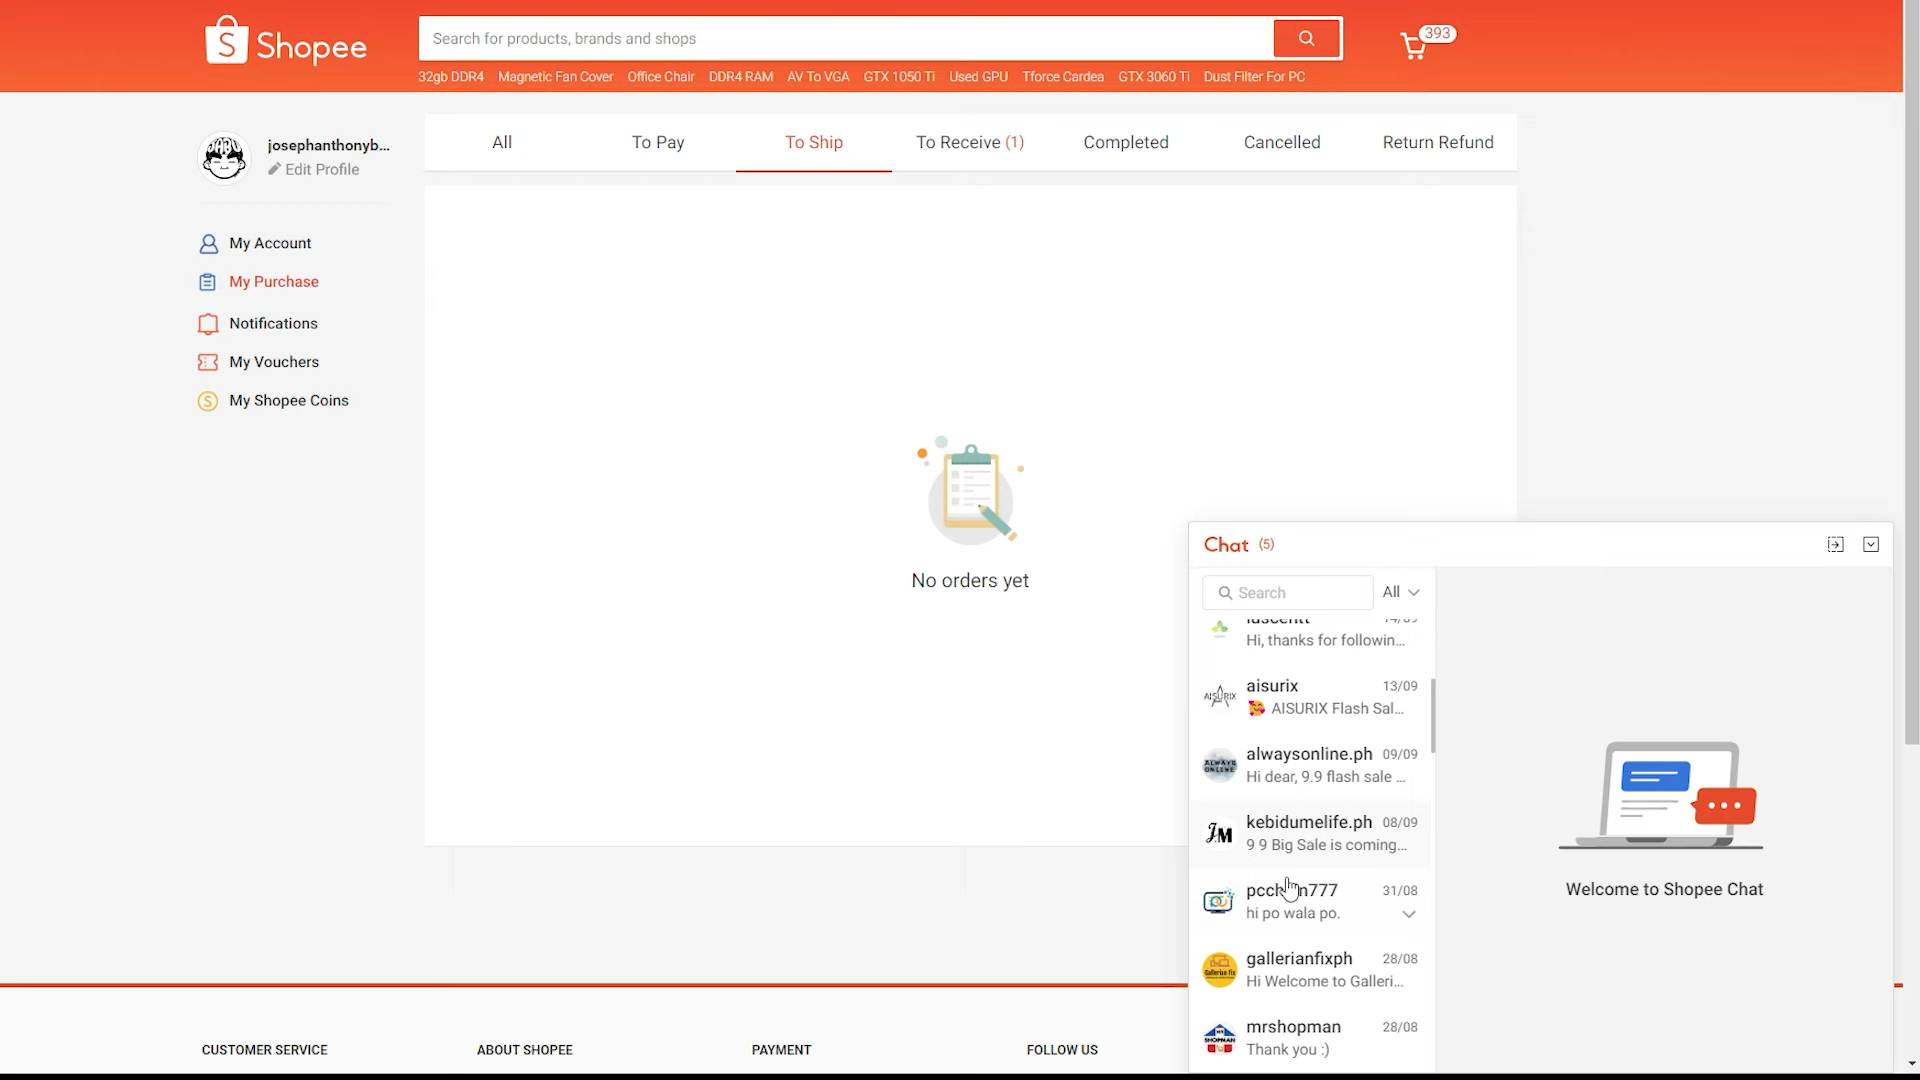 Shopee
Search for products, brands and shops
393
32gb DDR4 Magnetic Fan Cover Office Chair DDR4 RAM AV To VGA GTX 1050 Ti Used GPU Tforce Cardea GTX 3060 Ti Dust Filter For PC
josephanthonyb...
Edit Profile
My Account
My Purchase
Notifications
My Vouchers
My Shopee Coins
All To Pay To Ship To Receive (1) Completed Cancelled Return Refund
No orders yet
Chat (5)
Search All
Hi, thanks for followin...
aisurix 13/09
AISURIX Flash Sal...
alwaysonline.ph 09/09
Hi dear, 9.9 flash sale ...
kebidumelife.ph 08/09
9 9 Big Sale is coming...
31/08
hi po wala po.
gallerianfixph 28/08
Hi Welcome to Galleri...
mrshopman 28/08
Thank you :)
Welcome to Shopee Chat
CUSTOMER SERVICE ABOUT SHOPEE PAYMENT FOLLOW US